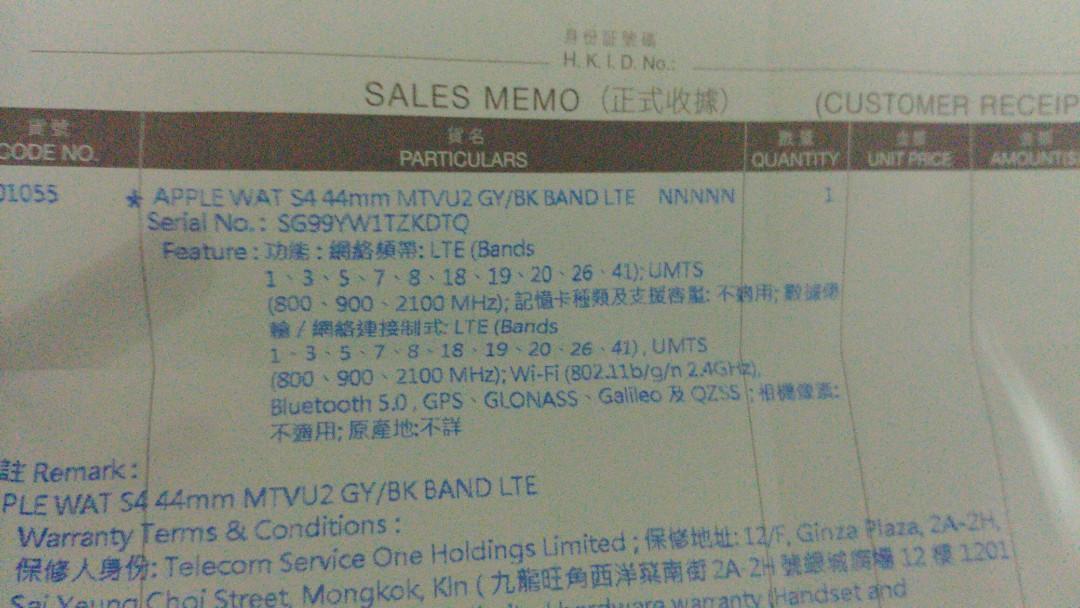 身份証號碼
H. K. I. D. No.:
SALES MEMO (正式收據) (CUSTOMER RECEIP
貨號 貨名 數量 金額
CODE NO. PARTICULARS QUANTITY UNIT PRICE AMOUNT(S)
01055 * APPLE WAT S4 44mm MTVU2 GY/BK BAND LTE NNNNN 1
Serial No. : SG99YW1TZKDTQ
Feature : 功能 : 網絡頻帶: LTE (Bands
1、3、5、7、8、18、19、20、26、41); UMTS
(800、900、2100 MHz); 記憶卡種類及支援容量: 不適用; 數據傳
輸 / 網絡連接制式: LTE (Bands
1、3、5、7、8、18、19、20、26、41) , UMTS
(800、900、2100 MHz); Wi-Fi (802.11b/g/n 2.4GHz),
Bluetooth 5.0 , GPS、GLONASS、Galileo 及 QZSS ; 相機像素:
不適用; 原產地:不詳
註 Remark :
PLE WAT S4 44mm MTVU2 GY/BK BAND LTE
Warranty Terms & Conditions :
保修人身份: Telecom Service One Holdings Limited ; 保修地址: 12/F, Ginza Plaza, 2A-2H,
Sai Yeung Choi Street, Mongkok, Kln ( 九龍旺角西洋菜南街 2A-2H 號銀城廣場 12 樓 1201
hardware warranty (Handset and